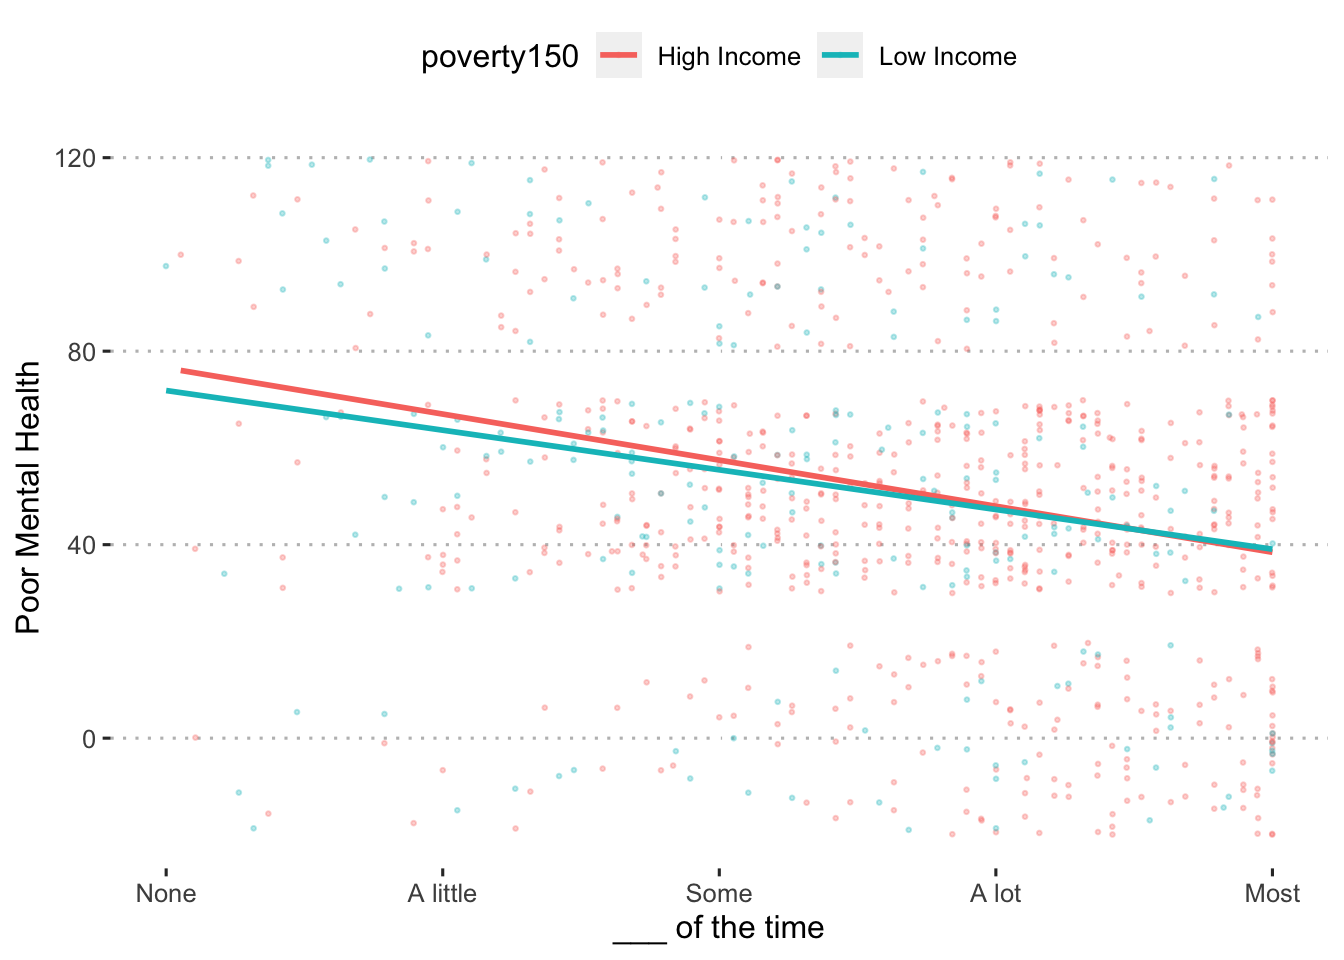 poverty150 High Income Low Income
120
80
40
0
Poor Mental Health
None A little Some A lot Most
___ of the time